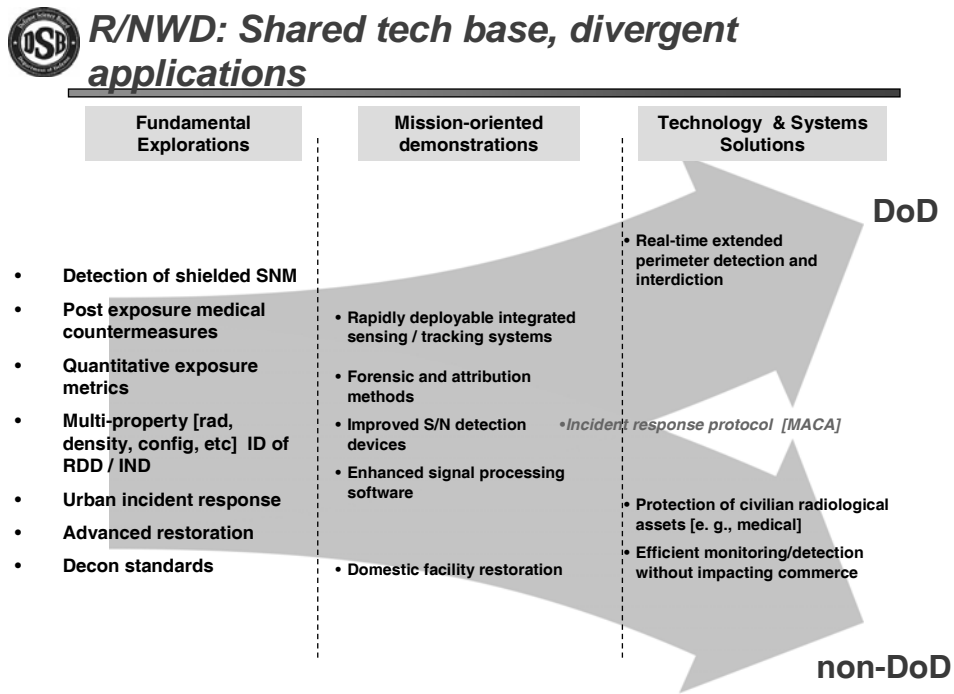 DSB
R/NWD: Shared tech base, divergent
applications
Fundamental
Explorations
• Detection of shielded SNM
• Post exposure medical
countermeasures
• Quantitative exposure
metrics
• Multi-property [rad,
density, config, etc] ID of
RDD / IND
• Urban incident response
• Advanced restoration
• Decon standards
Mission-oriented
demonstrations
• Rapidly deployable integrated
sensing / tracking systems
• Forensic and attribution
methods
• Improved S/N detection
devices
• Enhanced signal processing
software
• Domestic facility restoration
Technology & Systems
Solutions
DoD
• Real-time extended
perimeter detection and
interdiction
•Incident response protocol [MACA]
• Protection of civilian radiological
assets [e. g., medical]
• Efficient monitoring/detection
without impacting commerce
non-DoD